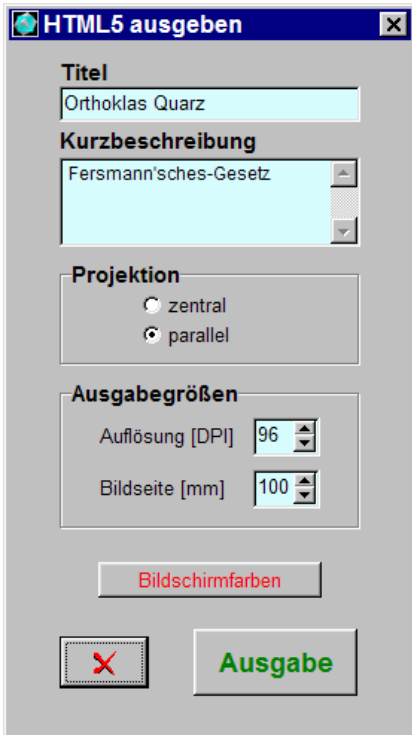 HTML5 ausgeben
Titel
Orthoklas Quarz
Kurzbeschreibung
Fersmann'sches-Gesetz
Projektion
zentral
parallel
Ausgabegrößen
Auflösung [DPI] 96
Bildseite [mm] 100
Bildschirmfarben
Ausgabe